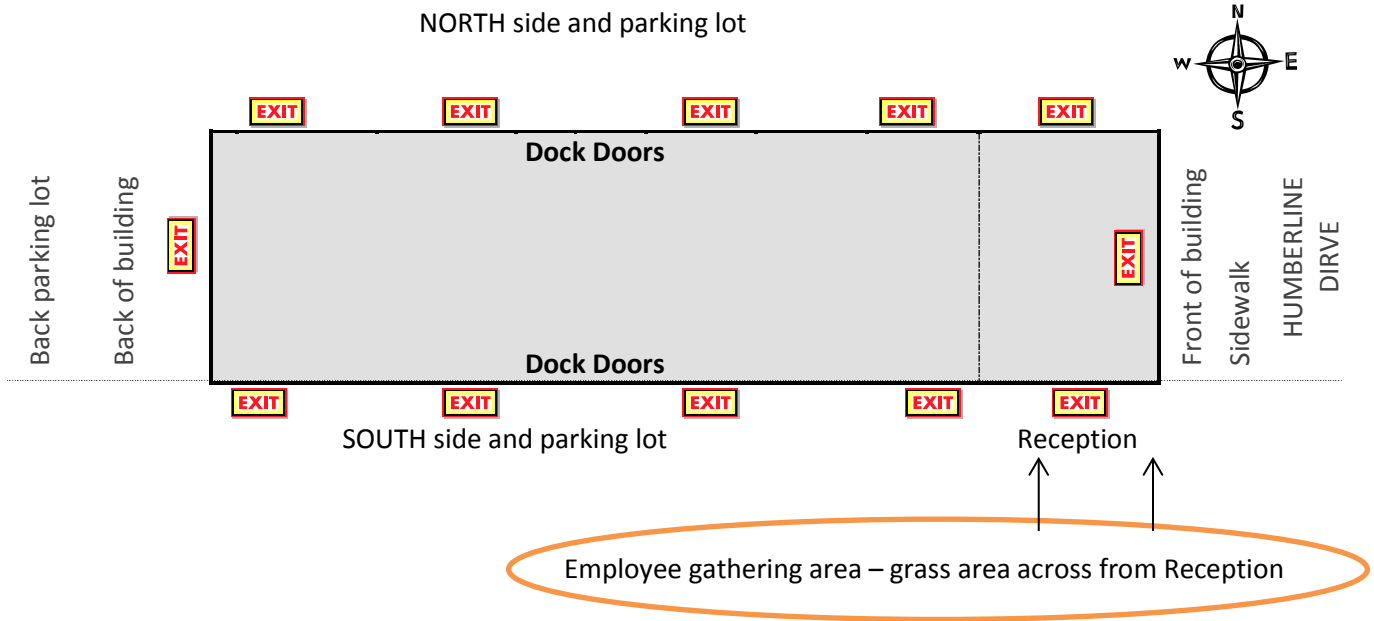 NORTH side and parking lot
N
W
E
S
EXIT
EXIT
EXIT
EXIT
EXIT
Dock Doors
Back parking lot
Back of building
EXIT
EXIT
Front of building
Sidewalk
HUMBERLINE
DIRVE
Dock Doors
EXIT
EXIT
EXIT
EXIT
EXIT
SOUTH side and parking lot
Reception
Employee gathering area – grass area across from Reception